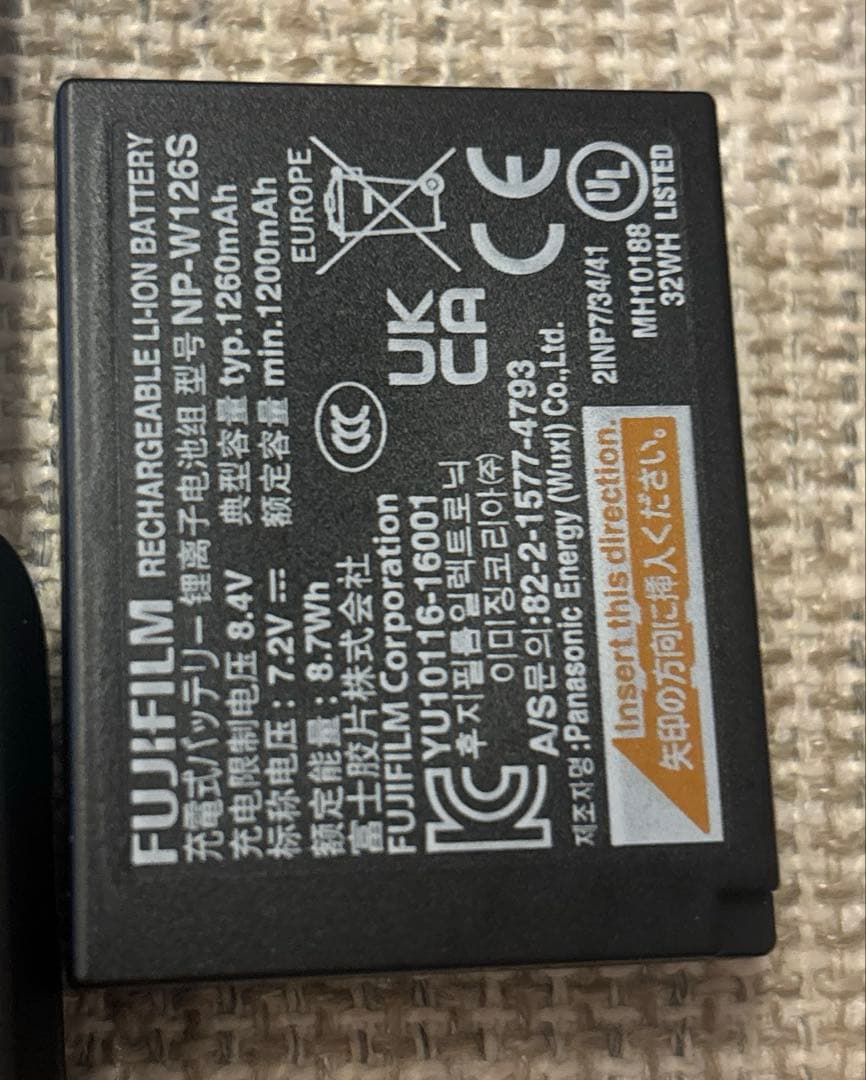 FUJIFILM RECHARGEABLE LI-ION BATTERY
充電式バッテリー 锂离子电池组 型号 NP-W126S
充电限制电压 8.4V 典型容量 typ.1260mAh
标称电压: 7.2V ⎓ 额定容量 min.1200mAh
额定能量: 8.7Wh
富士胶片株式会社
FUJIFILM Corporation
YU10116-16001
후지필름일렉트로닉
이미징코리아(주)
A/S문의:82-2-1577-4793
제조자명:Panasonic Energy (Wuxi) Co.,Ltd.
Insert this direction.
矢印の方向に挿入ください。
CCC
EUROPE
UK
CA
CE
UL
2INP7/34/41
MH10188
32WH LISTED